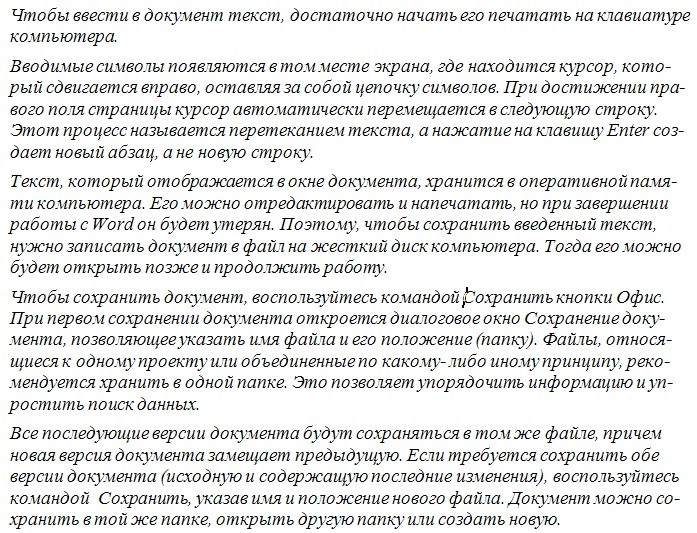 Чтобы ввести в документ текст, достаточно начать его печатать на клавиатуре
компьютера.
Вводимые символы появляются в том месте экрана, где находится курсор, кото-
рый сдвигается вправо, оставляя за собой цепочку символов. При достижении пра-
вого поля страницы курсор автоматически перемещается в следующую строку.
Этот процесс называется перетеканием текста, а нажатие на клавишу Enter соз-
дает новый абзац, а не новую строку.
Текст, который отображается в окне документа, хранится в оперативной памя-
ти компьютера. Его можно отредактировать и напечатать, но при завершении
работы с Word он будет утерян. Поэтому, чтобы сохранить введенный текст,
нужно записать документ в файл на жесткий диск компьютера. Тогда его можно
будет открыть позже и продолжить работу.
Чтобы сохранить документ, воспользуйтесь командой Сохранить кнопки Офис.
При первом сохранении документа откроется диалоговое окно Сохранение доку-
мента, позволяющее указать имя файла и его положение (папку). Файлы, относя-
щиеся к одному проекту или объединенные по какому-либо иному принципу, реко-
мендуется хранить в одной папке. Это позволяет упорядочить информацию и уп-
ростить поиск данных.
Все последующие версии документа будут сохраняться в том же файле, причем
новая версия документа замещает предыдущую. Если требуется сохранить обе
версии документа (исходную и содержащую последние изменения), воспользуйтесь
командой Сохранить, указав имя и положение нового файла. Документ можно со-
хранить в той же папке, открыть другую папку или создать новую.